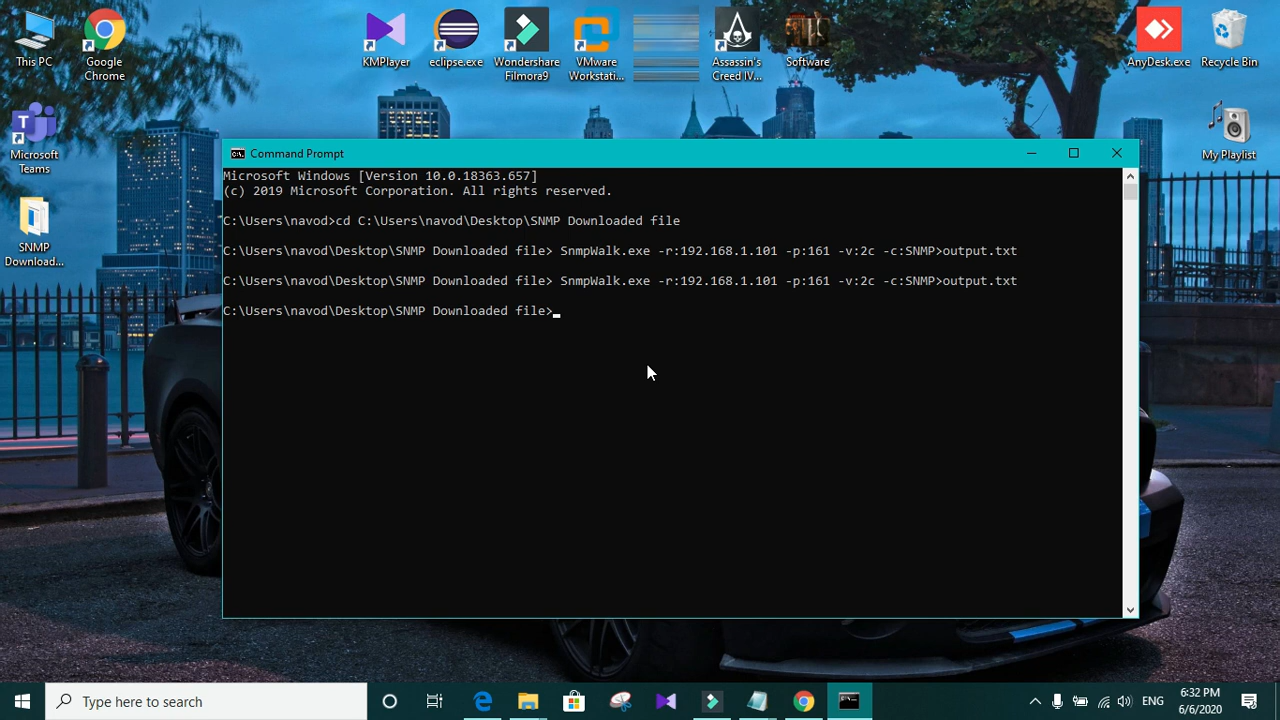 This PC
Google Chrome
KMPlayer
eclipse.exe
Wondershare Filmora9
VMware Workstati...
Assassin's Creed IV...
Software
AnyDesk.exe
Recycle Bin
Microsoft Teams
My Playlist
SNMP Download...
Command Prompt
Microsoft Windows [Version 10.0.18363.657]
(c) 2019 Microsoft Corporation. All rights reserved.
C:\Users\navod>cd C:\Users\navod\Desktop\SNMP Downloaded file
C:\Users\navod\Desktop\SNMP Downloaded file> SnmpWalk.exe -r:192.168.1.101 -p:161 -v:2c -c:SNMP>output.txt
C:\Users\navod\Desktop\SNMP Downloaded file> SnmpWalk.exe -r:192.168.1.101 -p:161 -v:2c -c:SNMP>output.txt
C:\Users\navod\Desktop\SNMP Downloaded file>
Type here to search
ENG
6:32 PM
6/6/2020